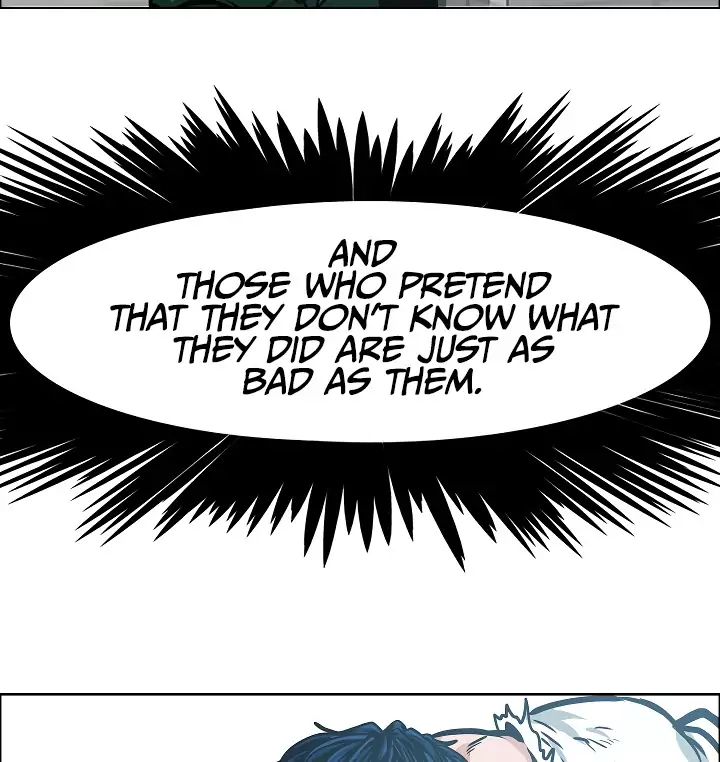 AND
THOSE WHO PRETEND
THAT THEY DON'T KNOW WHAT
THEY DID ARE JUST AS
BAD AS THEM.